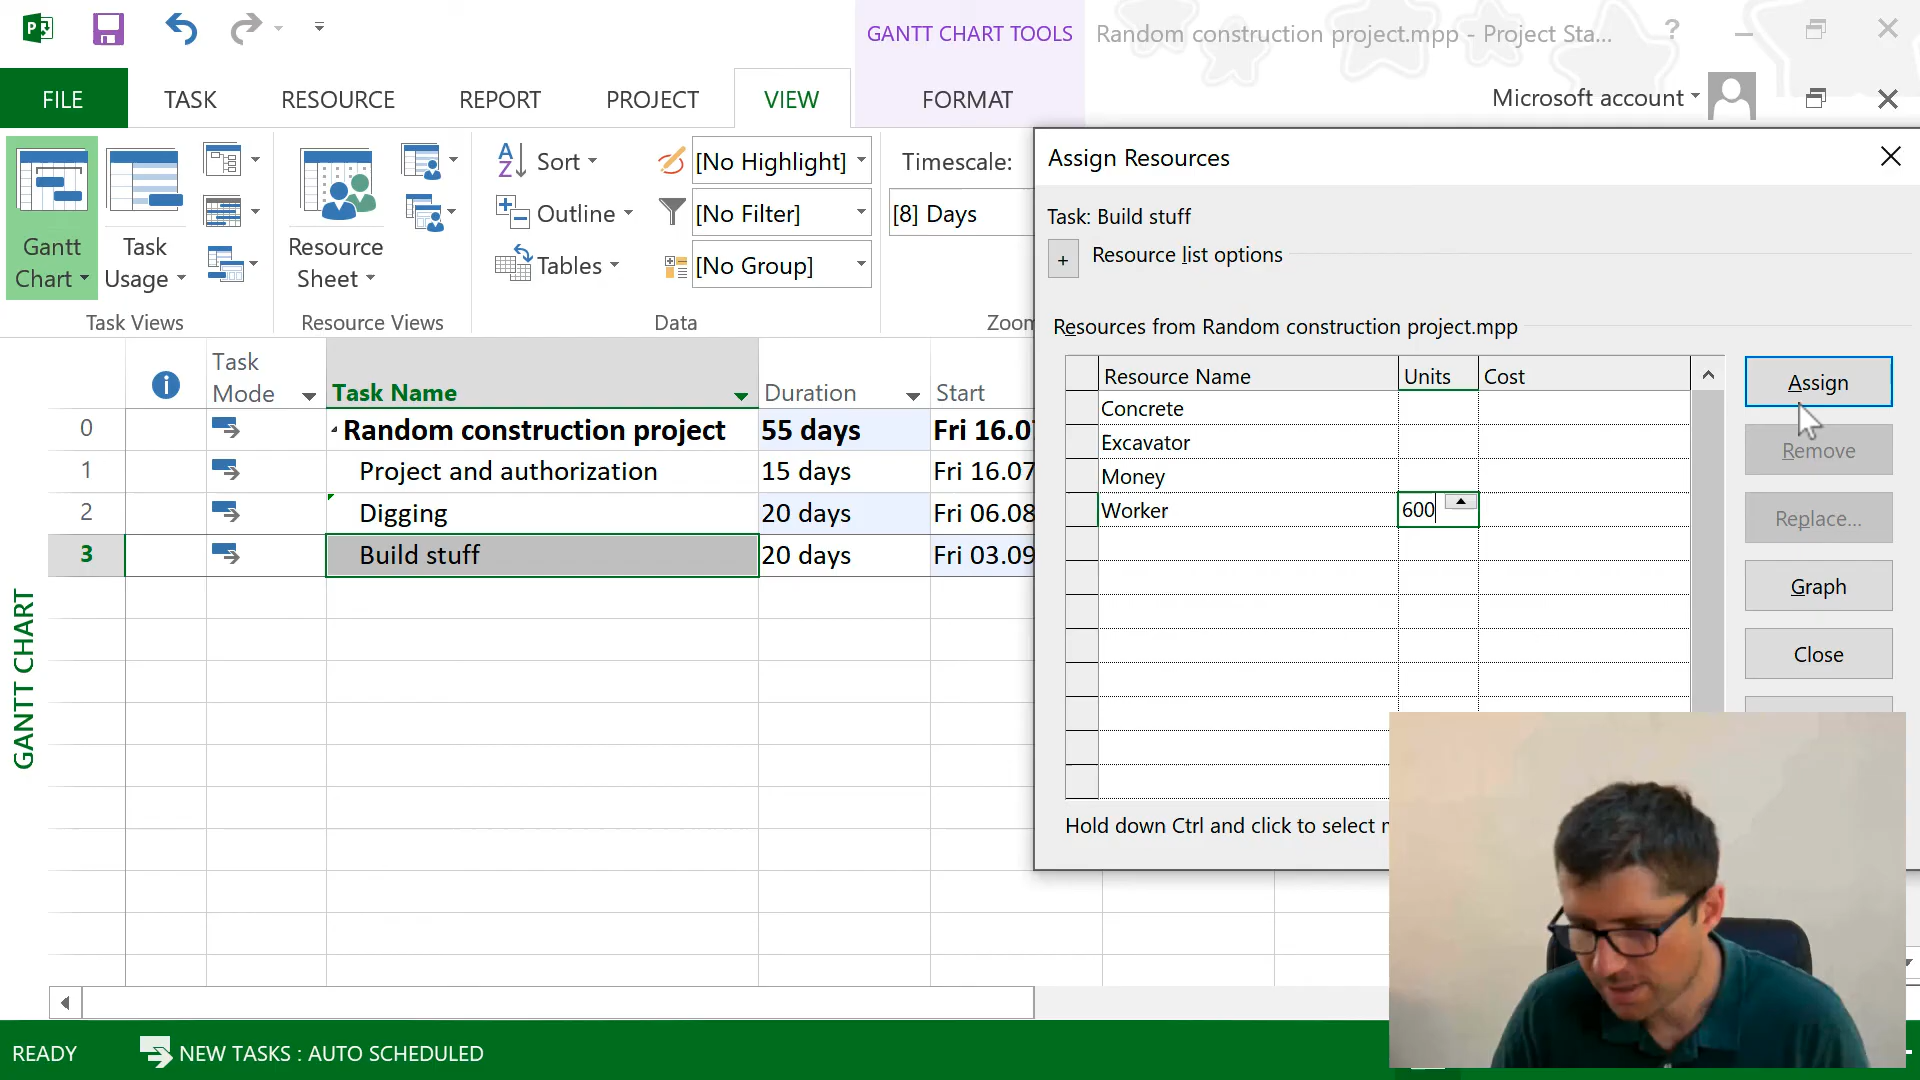 GANTT CHART TOOLS
Random construction project.mpp - Project Sta...
FILE
TASK
RESOURCE
REPORT
PROJECT
VIEW
FORMAT
Microsoft account
Gantt Chart
Task Usage
Resource Sheet
Sort
Outline
Tables
[No Highlight]
[No Filter]
[No Group]
Timescale:
[8] Days
Task Views
Resource Views
Data
Zoom
Assign Resources
Task: Build stuff
+ Resource list options
Resources from Random construction project.mpp
Resource Name Units Cost
Concrete
Excavator
Money
Worker 600
Assign
Remove
Replace...
Graph
Close
Hold down Ctrl and click to select
Task Mode Task Name Duration Start
0 Random construction project 55 days Fri 16.0
1 Project and authorization 15 days Fri 16.07
2 Digging 20 days Fri 06.08
3 Build stuff 20 days Fri 03.09
GANTT CHART
READY
NEW TASKS : AUTO SCHEDULED